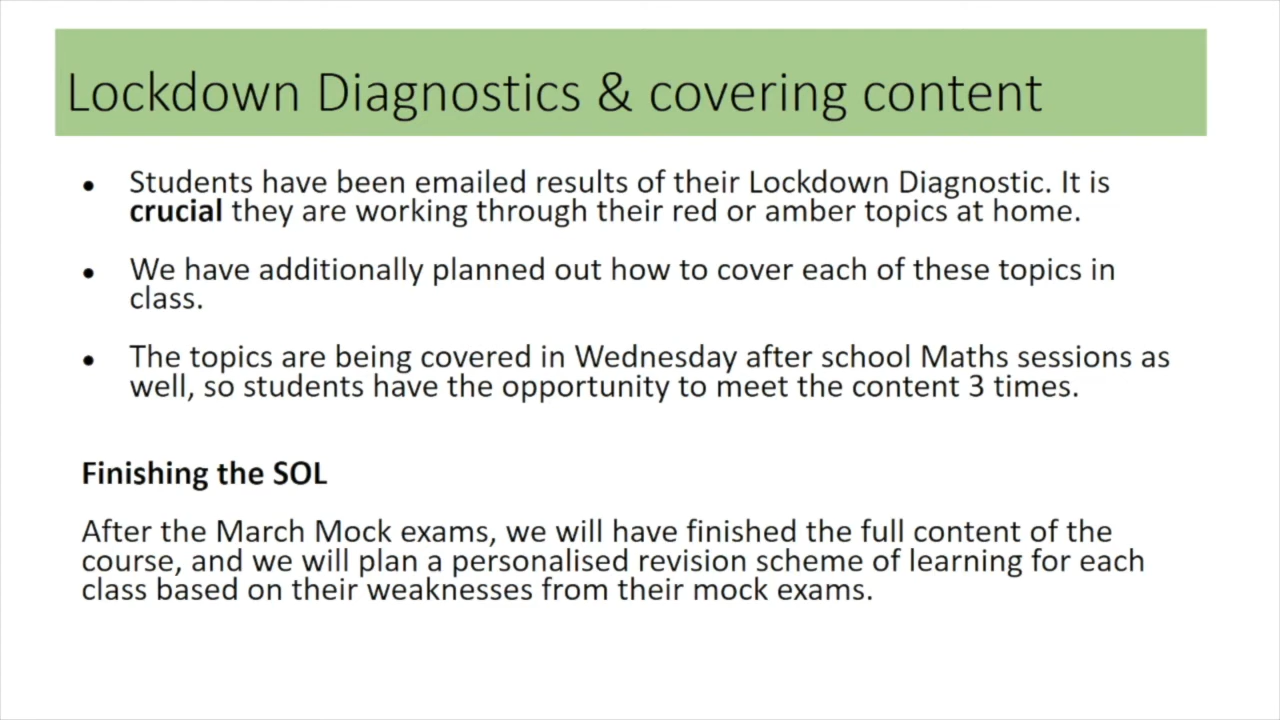 Lockdown Diagnostics & covering content
• Students have been emailed results of their Lockdown Diagnostic. It is
crucial they are working through their red or amber topics at home.
• We have additionally planned out how to cover each of these topics in
class.
• The topics are being covered in Wednesday after school Maths sessions as
well, so students have the opportunity to meet the content 3 times.
Finishing the SOL
After the March Mock exams, we will have finished the full content of the
course, and we will plan a personalised revision scheme of learning for each
class based on their weaknesses from their mock exams.